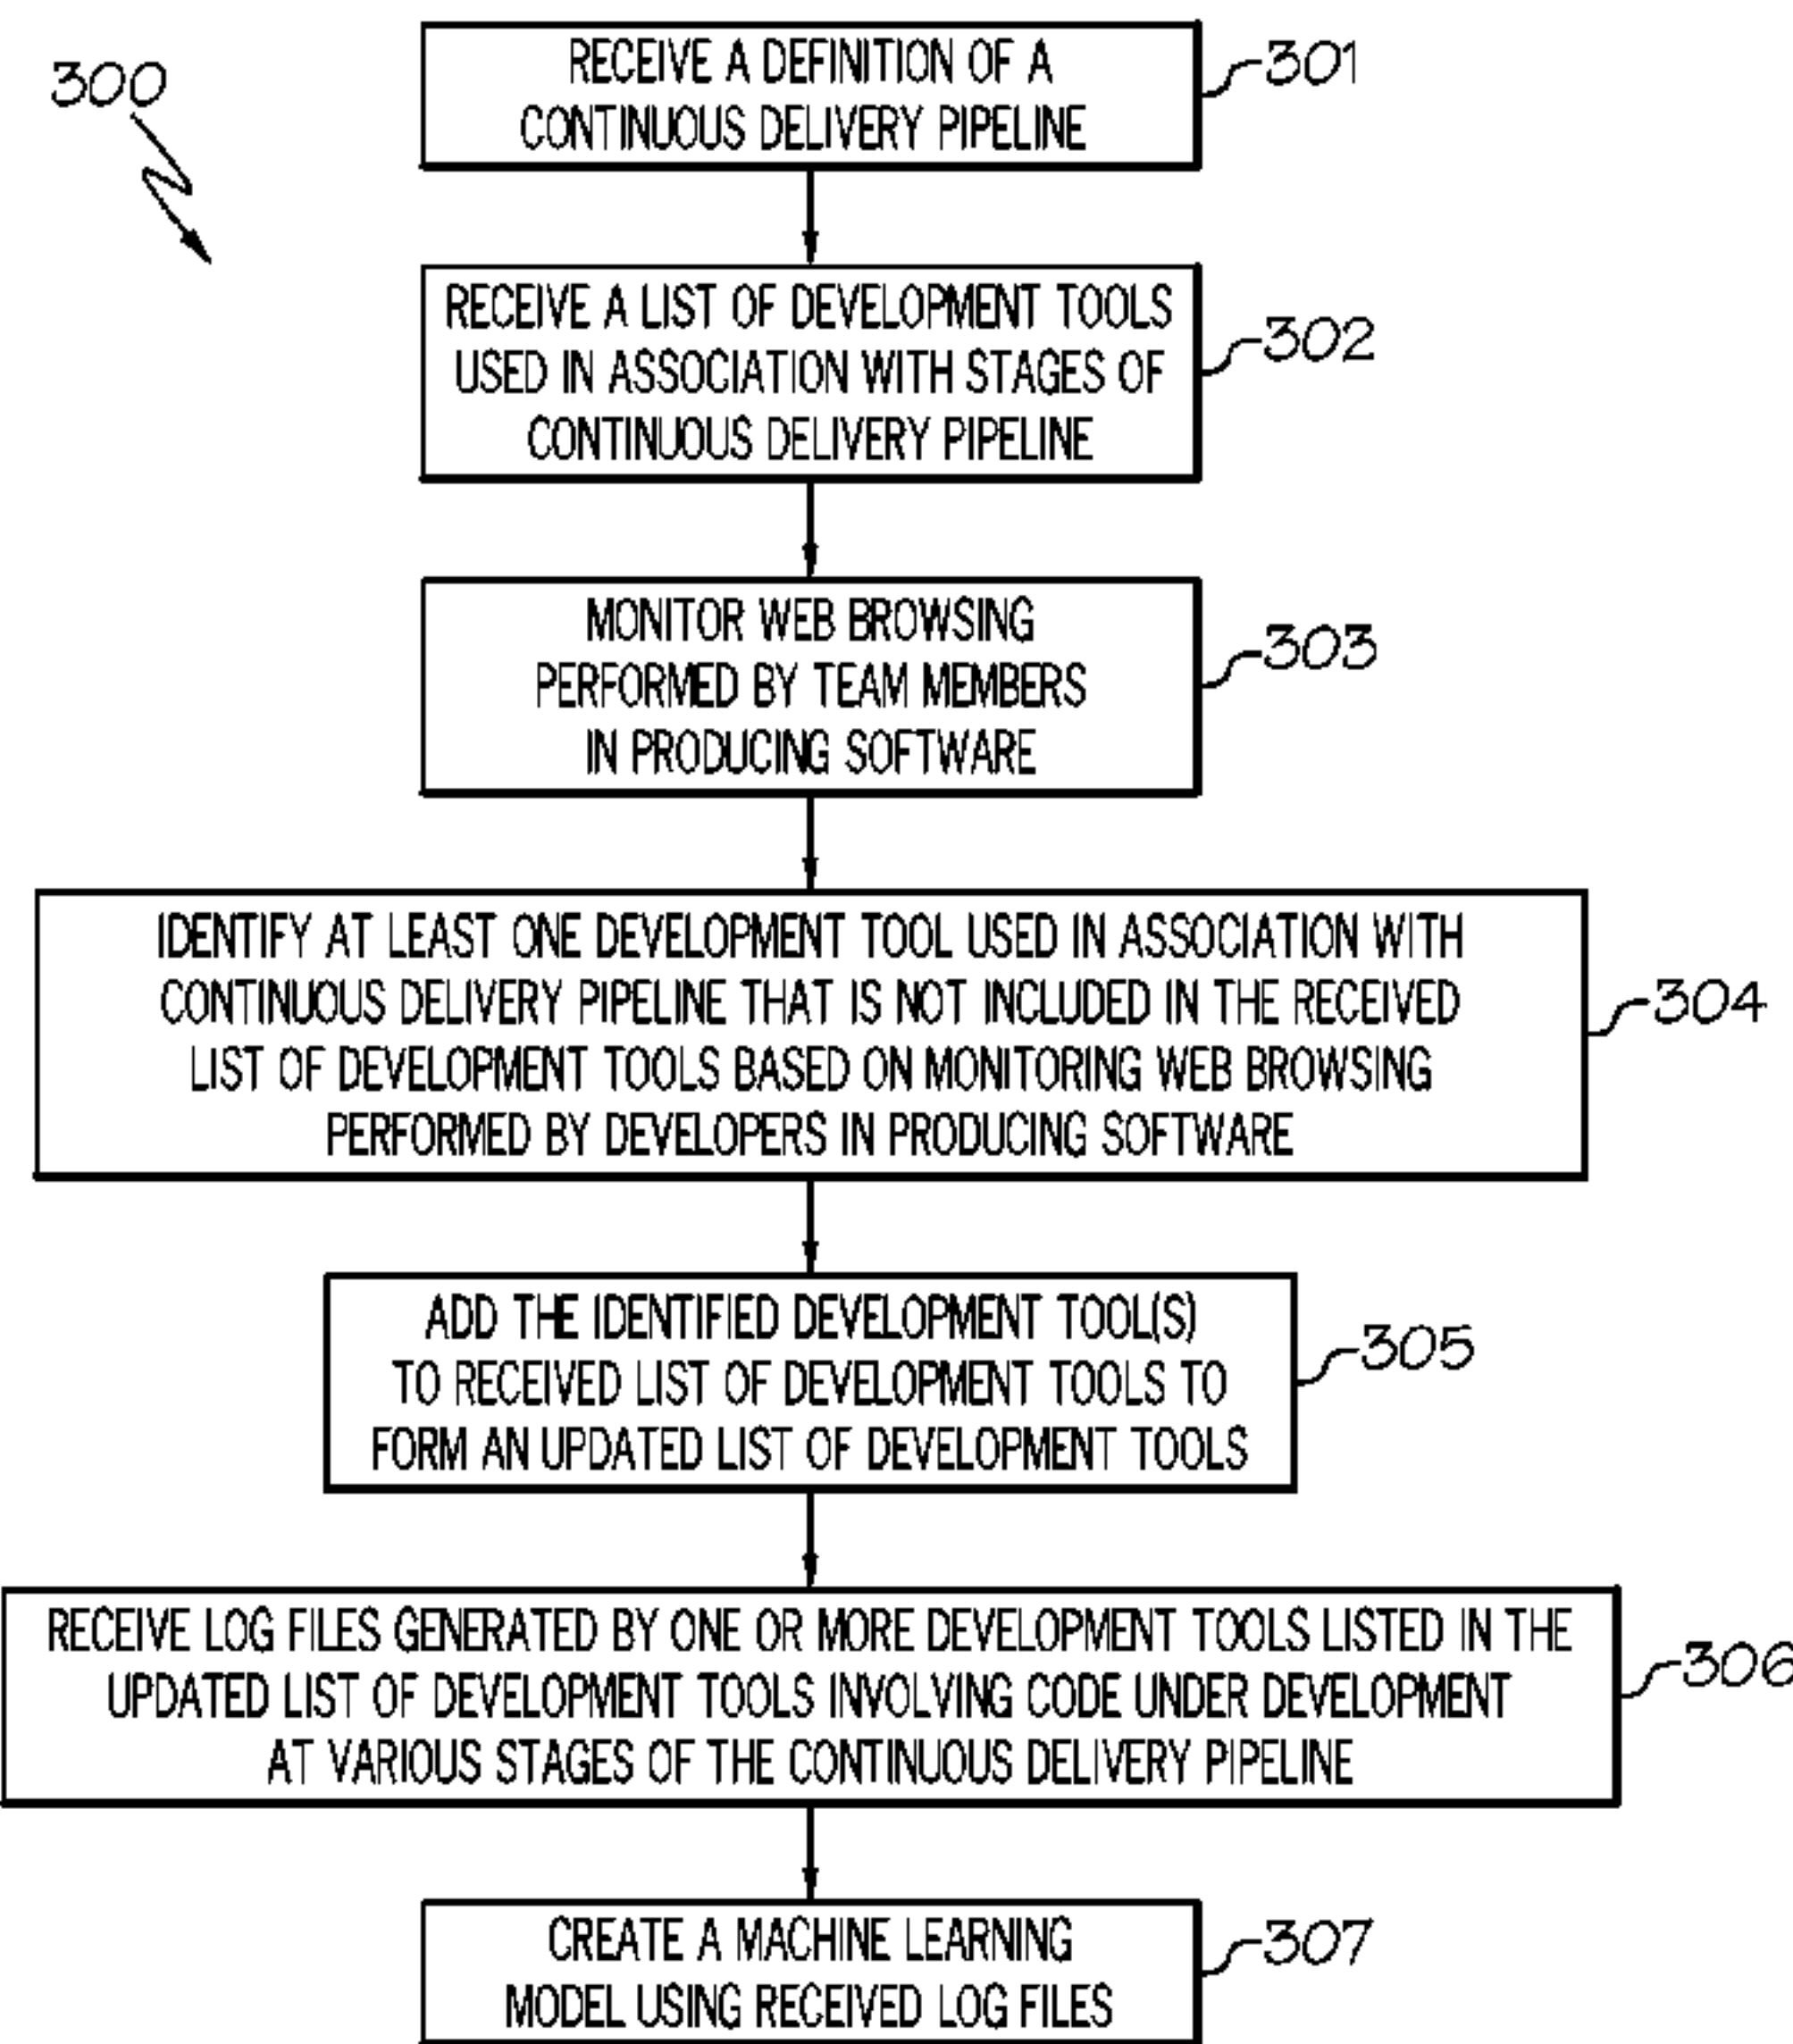 300
RECEIVE A DEFINITION OF A
CONTINUOUS DELIVERY PIPELINE
301
RECEIVE A LIST OF DEVELOPMENT TOOLS
USED IN ASSOCIATION WITH STAGES OF
CONTINUOUS DELIVERY PIPELINE
302
MONITOR WEB BROWSING
PERFORMED BY TEAM MEMBERS
IN PRODUCING SOFTWARE
303
IDENTIFY AT LEAST ONE DEVELOPMENT TOOL USED IN ASSOCIATION WITH
CONTINUOUS DELIVERY PIPELINE THAT IS NOT INCLUDED IN THE RECEIVED
LIST OF DEVELOPMENT TOOLS BASED ON MONITORING WEB BROWSING
PERFORMED BY DEVELOPERS IN PRODUCING SOFTWARE
304
ADD THE IDENTIFIED DEVELOPMENT TOOL(S)
TO RECEIVED LIST OF DEVELOPMENT TOOLS TO
FORM AN UPDATED LIST OF DEVELOPMENT TOOLS
305
RECEIVE LOG FILES GENERATED BY ONE OR MORE DEVELOPMENT TOOLS LISTED IN THE
UPDATED LIST OF DEVELOPMENT TOOLS INVOLVING CODE UNDER DEVELOPMENT
AT VARIOUS STAGES OF THE CONTINUOUS DELIVERY PIPELINE
306
CREATE A MACHINE LEARNING
MODEL USING RECEIVED LOG FILES
307